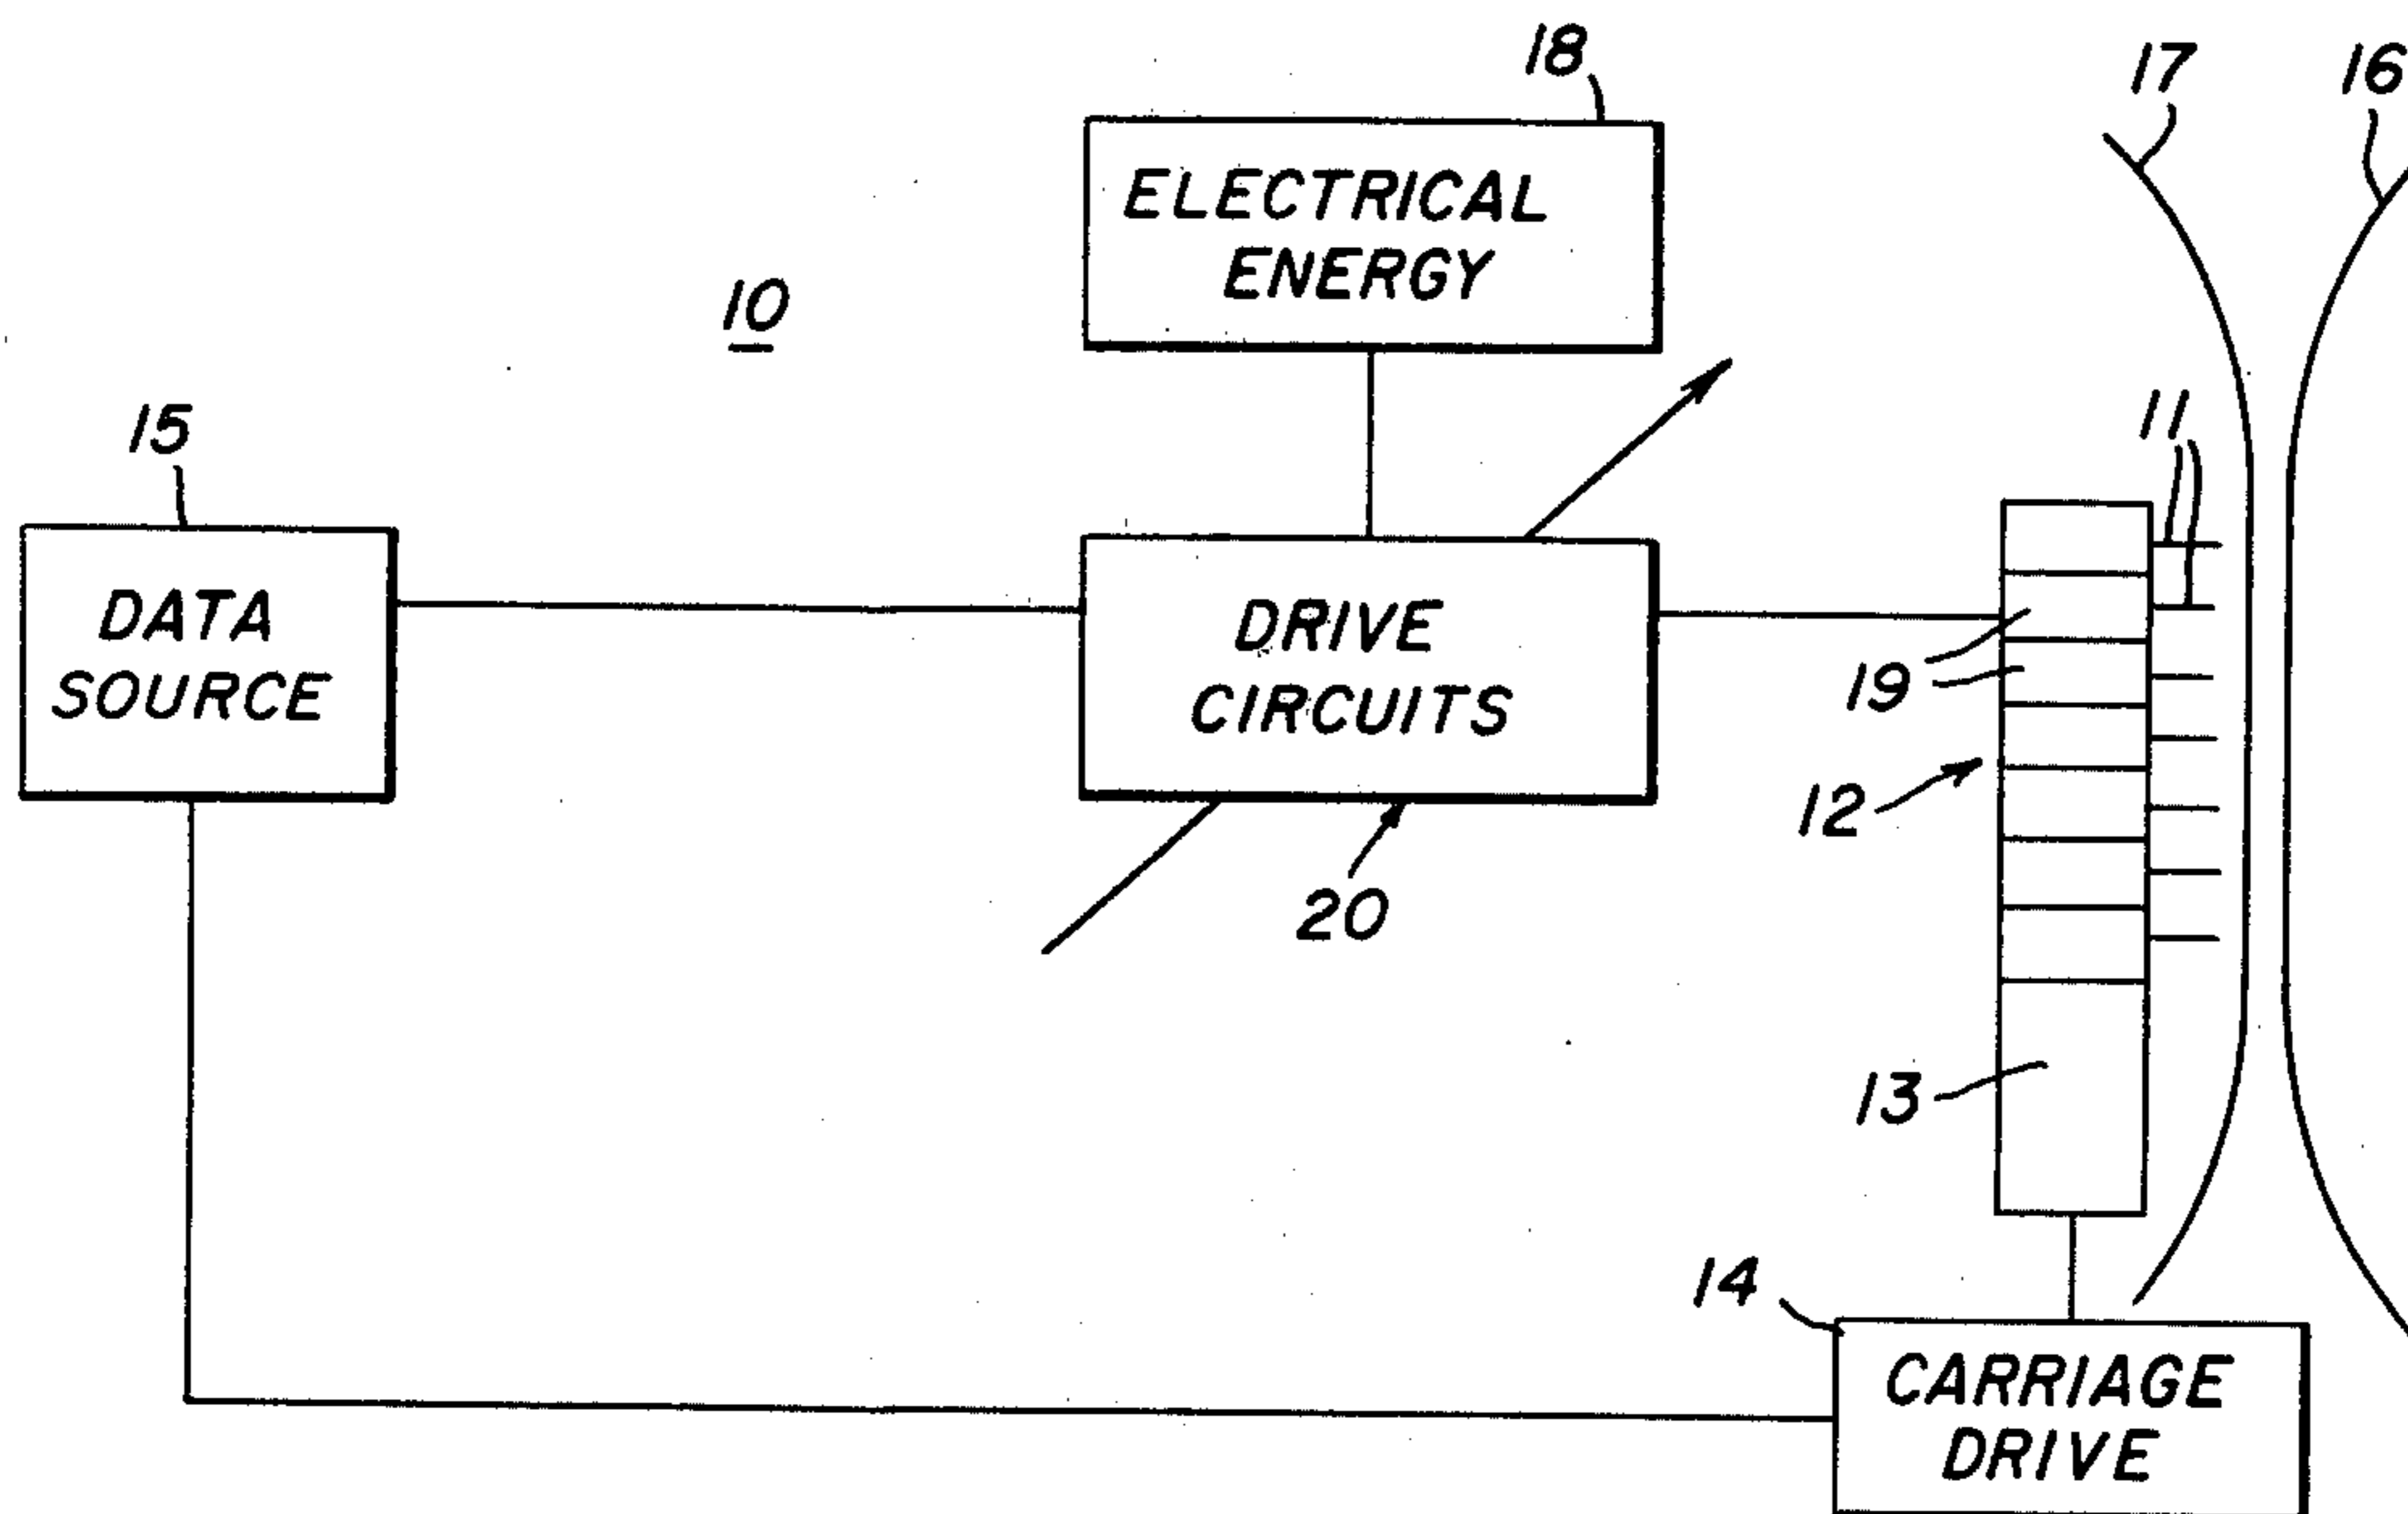 18
17
16
ELECTRICAL
ENERGY
10
15
11
DATA
SOURCE
DRIVE
CIRCUITS
19
12
20
13
14
CARRIAGE
DRIVE